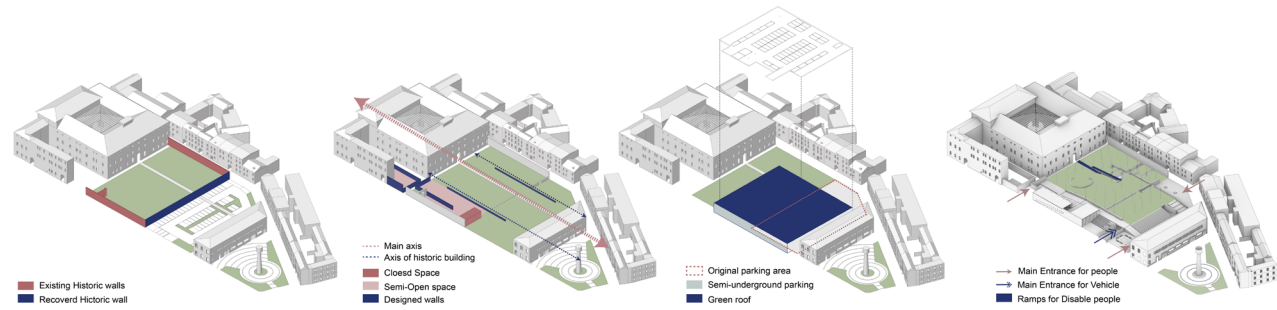 Existing Historic walls
Recoverd Hictoric wall
Main axis
Axis of historic building
Cloesd Space
Semi-Open space
Designed walls
Original parking area
Semi-underground parking
Green roof
Main Entrance for people
Main Entrance for Vehicle
Ramps for Disable people